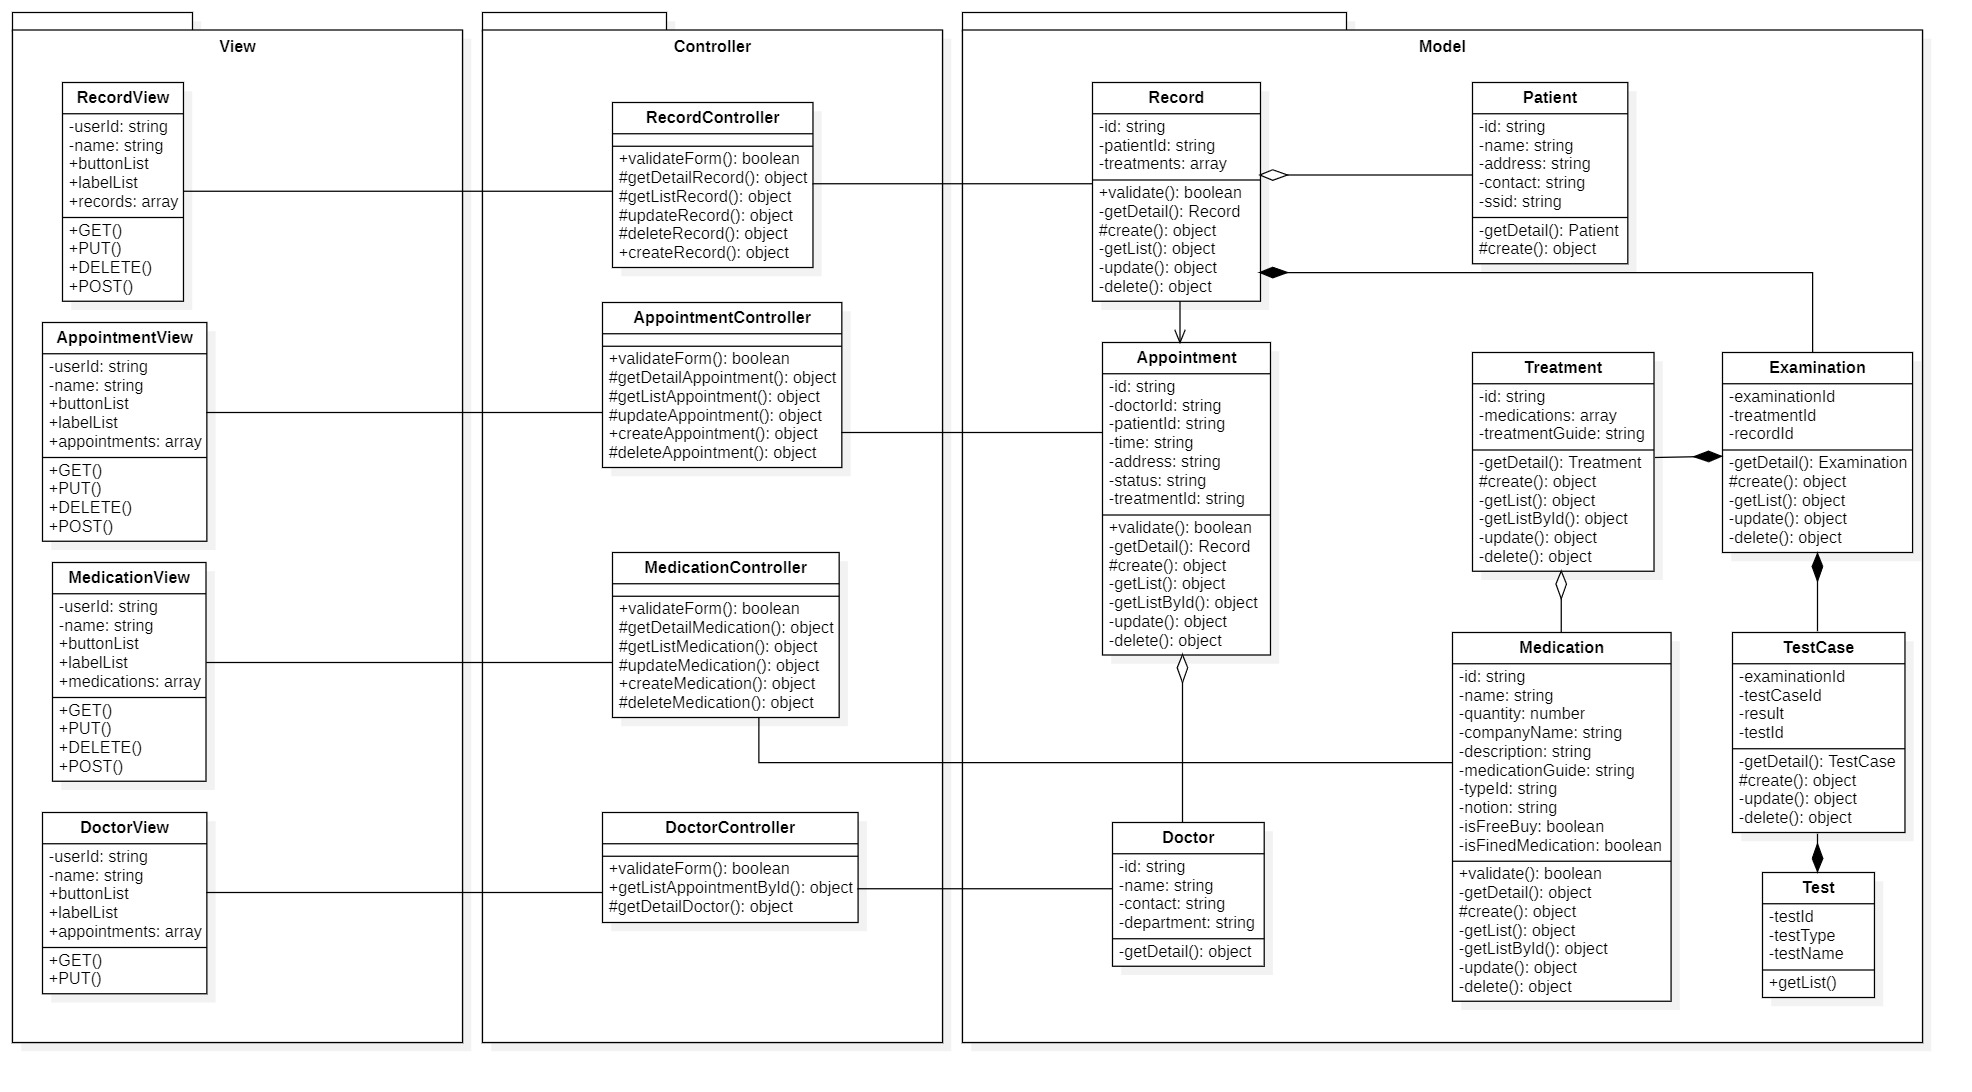 View
RecordView
-userId: string
-name: string
+buttonList
+labelList
+records: array
+GET()
+PUT()
+DELETE()
+POST()
AppointmentView
-userId: string
-name: string
+buttonList
+labelList
+appointments: array
+GET()
+PUT()
+DELETE()
+POST()
MedicationView
-userId: string
-name: string
+buttonList
+labelList
+medications: array
+GET()
+PUT()
+DELETE()
+POST()
DoctorView
-userId: string
-name: string
+buttonList
+labelList
+appointments: array
+GET()
+PUT()
Controller
RecordController
+validateForm(): boolean
#getDetailRecord(): object
#getListRecord(): object
#updateRecord(): object
#deleteRecord(): object
+createRecord(): object
AppointmentController
+validateForm(): boolean
#getDetailAppointment(): object
#getListAppointment(): object
#updateAppointment(): object
+createAppointment(): object
#deleteAppointment(): object
MedicationController
+validateForm(): boolean
#getDetailMedication(): object
#getListMedication(): object
#updateMedication(): object
+createMedication(): object
#deleteMedication(): object
DoctorController
+validateForm(): boolean
+getListAppointmentById(): object
#getDetailDoctor(): object
Model
Record
-id: string
-patientId: string
-treatments: array
+validate(): boolean
-getDetail(): Record
#create(): object
-getList(): object
-update(): object
-delete(): object
Patient
-id: string
-name: string
-address: string
-contact: string
-ssid: string
-getDetail(): Patient
#create(): object
Appointment
-id: string
-doctorId: string
-patientId: string
-time: string
-address: string
-status: string
-treatmentId: string
+validate(): boolean
-getDetail(): Record
#create(): object
-getList(): object
-getListById(): object
-update(): object
-delete(): object
Treatment
-id: string
-medications: array
-treatmentGuide: string
-getDetail(): Treatment
#create(): object
-getList(): object
-getListById(): object
-update(): object
-delete(): object
Examination
-examinationId
-treatmentId
-recordId
-getDetail(): Examination
#create(): object
-getList(): object
-update(): object
-delete(): object
Medication
-id: string
-name: string
-quantity: number
-companyName: string
-description: string
-medicationGuide: string
-typeId: string
-notion: string
-isFreeBuy: boolean
-isFinedMedication: boolean
+validate(): boolean
-getDetail(): object
#create(): object
-getList(): object
-getListById(): object
-update(): object
-delete(): object
TestCase
-examinationId
-testCaseId
-result
-testId
-getDetail(): TestCase
#create(): object
-update(): object
-delete(): object
Doctor
-id: string
-name: string
-contact: string
-department: string
-getDetail(): object
Test
-testId
-testType
-testName
+getList()